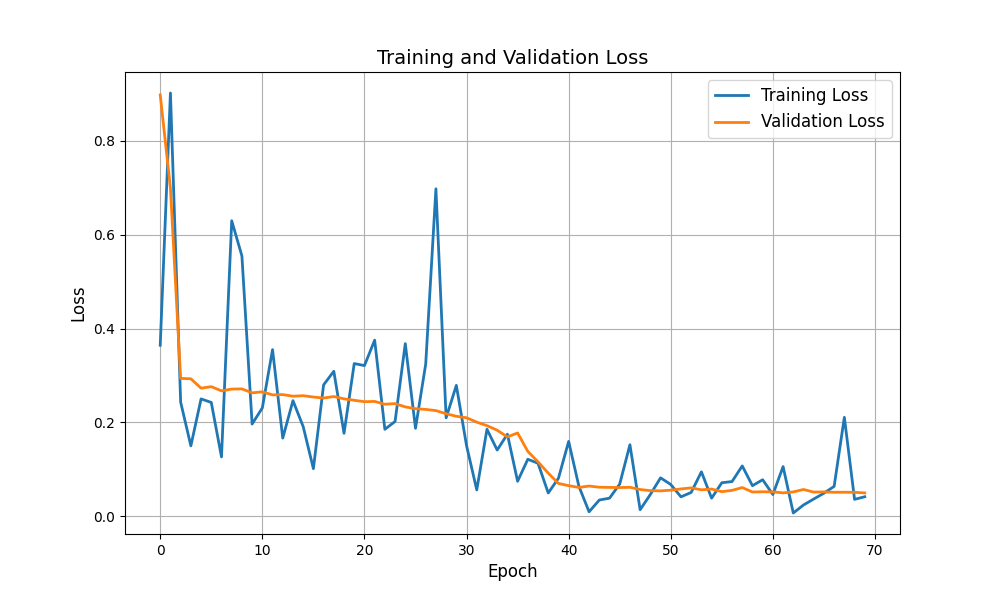 Training and Validation Loss
Training Loss
Validation Loss
0.8
0.6
0.4
0.2
0.0
Loss
0 10 20 30 40 50 60 70
Epoch